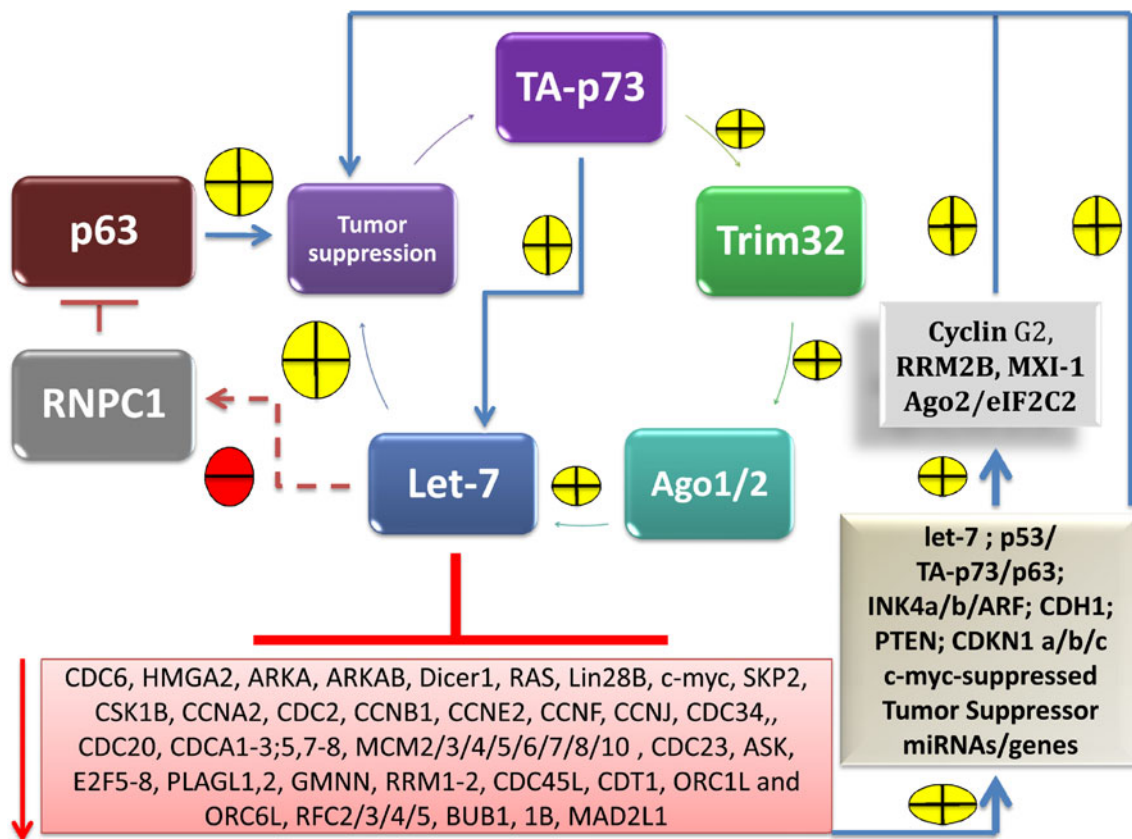 TA-p73
p63
Tumor
suppression
Trim32
RNPC1
Let-7
Ago1/2
Cyclin G2,
RRM2B, MXI-1
Ago2/eIF2C2
let-7 ; p53/
TA-p73/p63;
INK4a/b/ARF; CDH1;
PTEN; CDKN1 a/b/c
c-myc-suppressed
Tumor Suppressor
miRNAs/genes
CDC6, HMGA2, ARKA, ARKAB, Dicer1, RAS, Lin28B, c-myc, SKP2,
CSK1B, CCNA2, CDC2, CCNB1, CCNE2, CCNF, CCNJ, CDC34,,
CDC20, CDCA1-3;5,7-8, MCM2/3/4/5/6/7/8/10 , CDC23, ASK,
E2F5-8, PLAGL1,2, GMNN, RRM1-2, CDC45L, CDT1, ORC1L and
ORC6L, RFC2/3/4/5, BUB1, 1B, MAD2L1